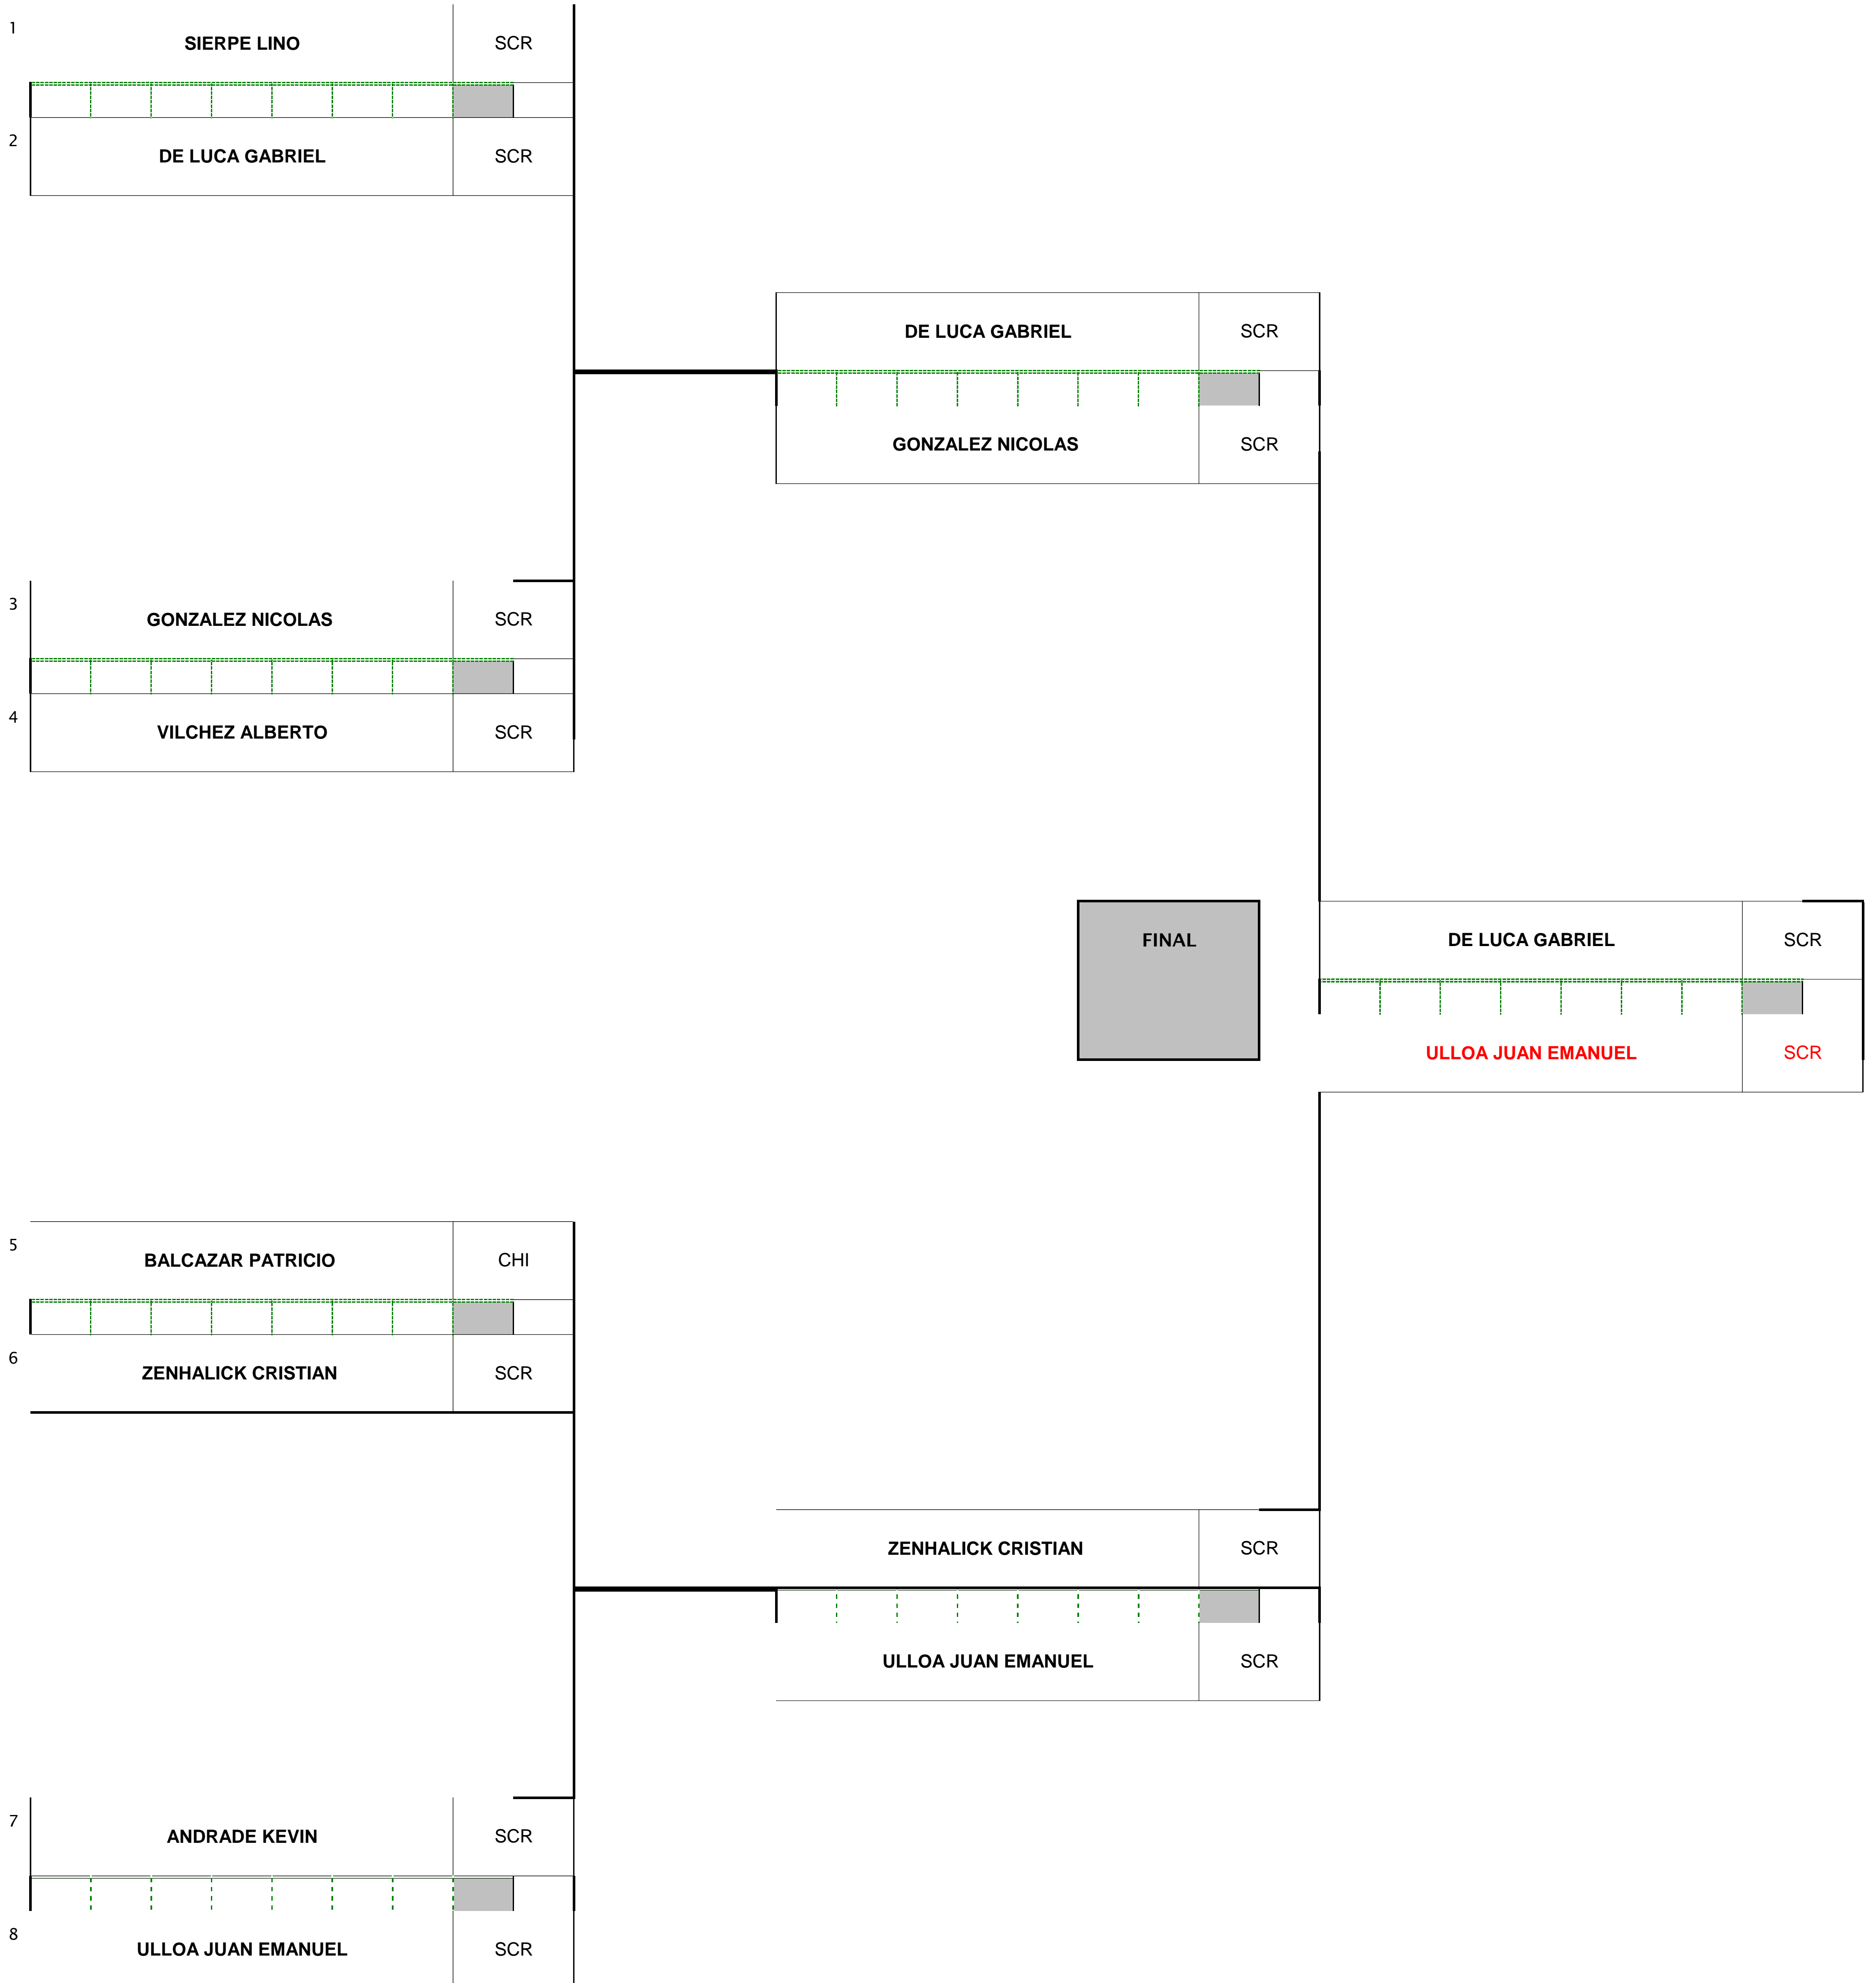 1 SIERPE LINO SCR
2 DE LUCA GABRIEL SCR
DE LUCA GABRIEL SCR
GONZALEZ NICOLAS SCR
3 GONZALEZ NICOLAS SCR
4 VILCHEZ ALBERTO SCR
FINAL
DE LUCA GABRIEL SCR
ULLOA JUAN EMANUEL SCR
5 BALCAZAR PATRICIO CHI
6 ZENHALICK CRISTIAN SCR
ZENHALICK CRISTIAN SCR
ULLOA JUAN EMANUEL SCR
7 ANDRADE KEVIN SCR
8 ULLOA JUAN EMANUEL SCR